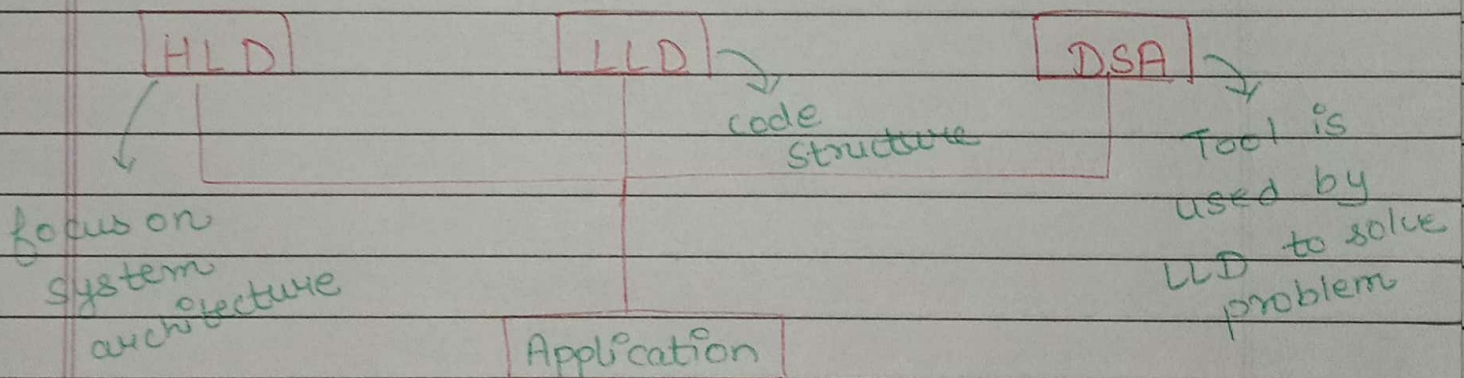 HLD
LLD
DSA
code
structure
Tool is
used by
LLD to solve
problem
focus on
system
architecture
Application